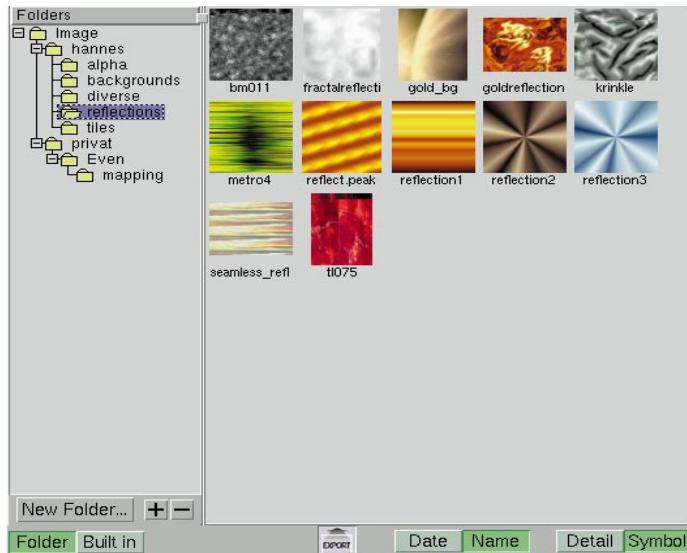 Folders
Image
hannes
alpha
backgrounds
diverse
reflections
tiles
privat
Even
mapping
bm011 fractalreflecti gold_bg goldreflection krinkle
metro4 reflect.peak reflection1 reflection2 reflection3
seamless_refl tl075
New Folder... + −
Folder Built in EXPORT Date Name Detail Symbol